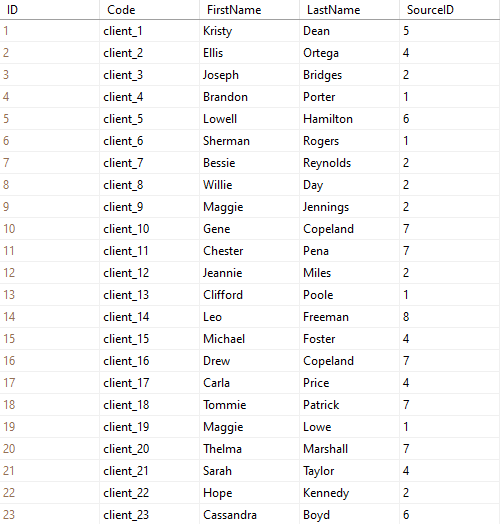 ID Code FirstName LastName SourceID
1 client_1 Kristy Dean 5
2 client_2 Ellis Ortega 4
3 client_3 Joseph Bridges 2
4 client_4 Brandon Porter 1
5 client_5 Lowell Hamilton 6
6 client_6 Sherman Rogers 1
7 client_7 Bessie Reynolds 2
8 client_8 Willie Day 2
9 client_9 Maggie Jennings 2
10 client_10 Gene Copeland 7
11 client_11 Chester Pena 7
12 client_12 Jeannie Miles 2
13 client_13 Clifford Poole 1
14 client_14 Leo Freeman 8
15 client_15 Michael Foster 4
16 client_16 Drew Copeland 7
17 client_17 Carla Price 4
18 client_18 Tommie Patrick 7
19 client_19 Maggie Lowe 1
20 client_20 Thelma Marshall 7
21 client_21 Sarah Taylor 4
22 client_22 Hope Kennedy 2
23 client_23 Cassandra Boyd 6